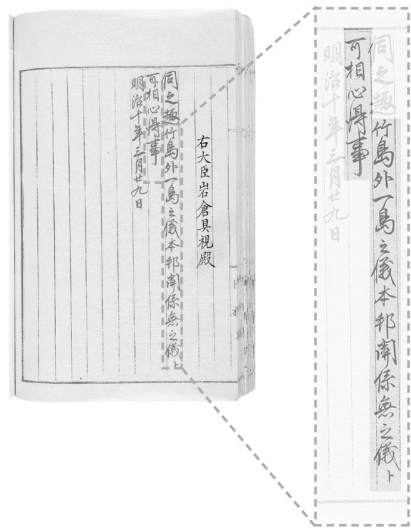 右大臣岩倉具視殿
伺之趣竹島外一島之儀本邦関係無之儀ト
可相心得事
明治十年三月廿九日
伺之趣竹島外一島之儀本邦関係無之儀ト
可相心得事
明治十年三月廿九日